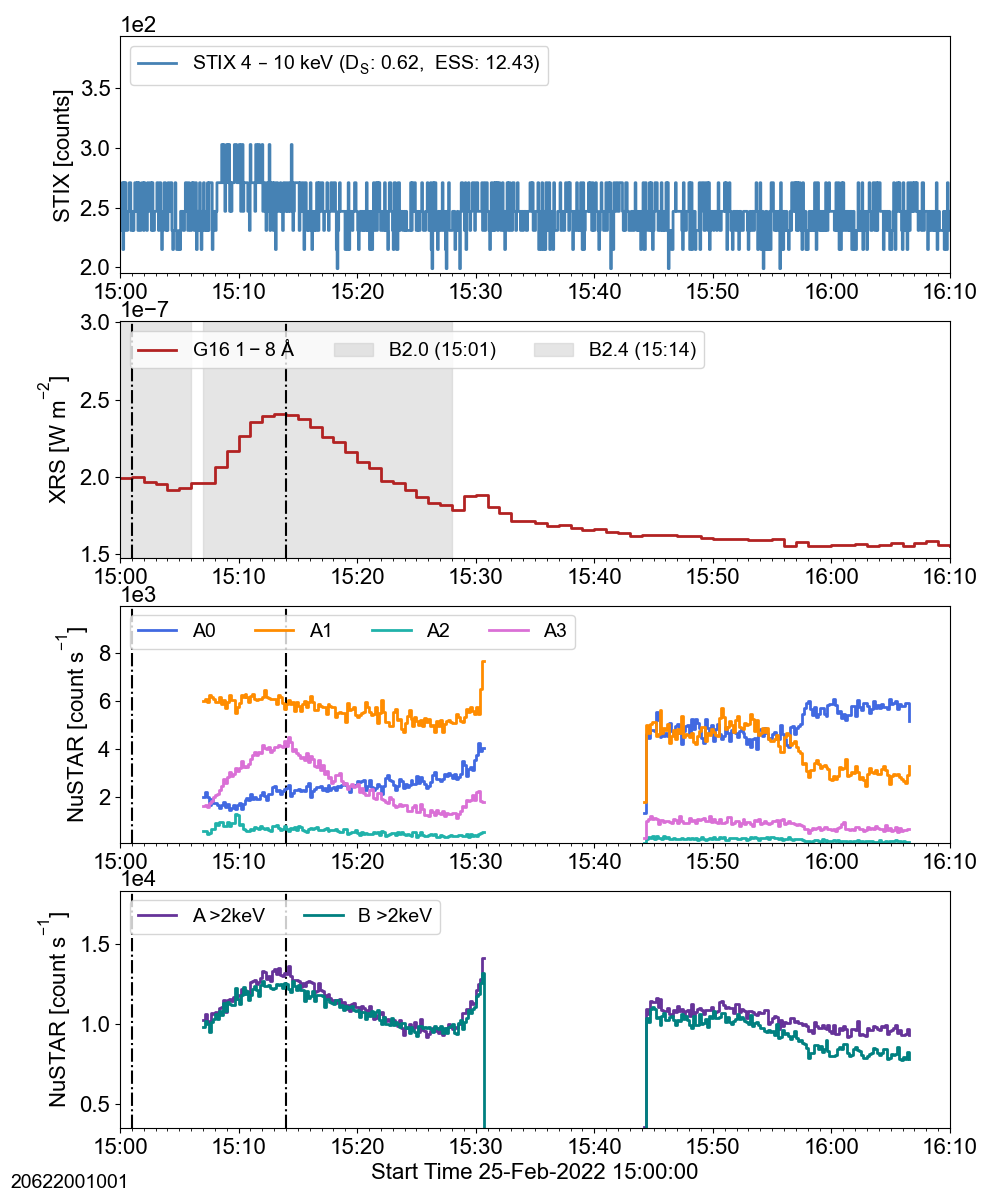 1e2
STIX 4 – 10 keV (D_S: 0.62, ESS: 12.43)
STIX [counts]
3.5
3.0
2.5
2.0
15:00 15:10 15:20 15:30 15:40 15:50 16:00 16:10
1e−7
G16 1 – 8 Å B2.0 (15:01) B2.4 (15:14)
XRS [W m⁻²]
3.0
2.5
2.0
1.5
15:00 15:10 15:20 15:30 15:40 15:50 16:00 16:10
1e3
A0 A1 A2 A3
NuSTAR [count s⁻¹]
8
6
4
2
15:00 15:10 15:20 15:30 15:40 15:50 16:00 16:10
1e4
A >2keV B >2keV
NuSTAR [count s⁻¹]
1.5
1.0
0.5
15:00 15:10 15:20 15:30 15:40 15:50 16:00 16:10
Start Time 25-Feb-2022 15:00:00
20622001001